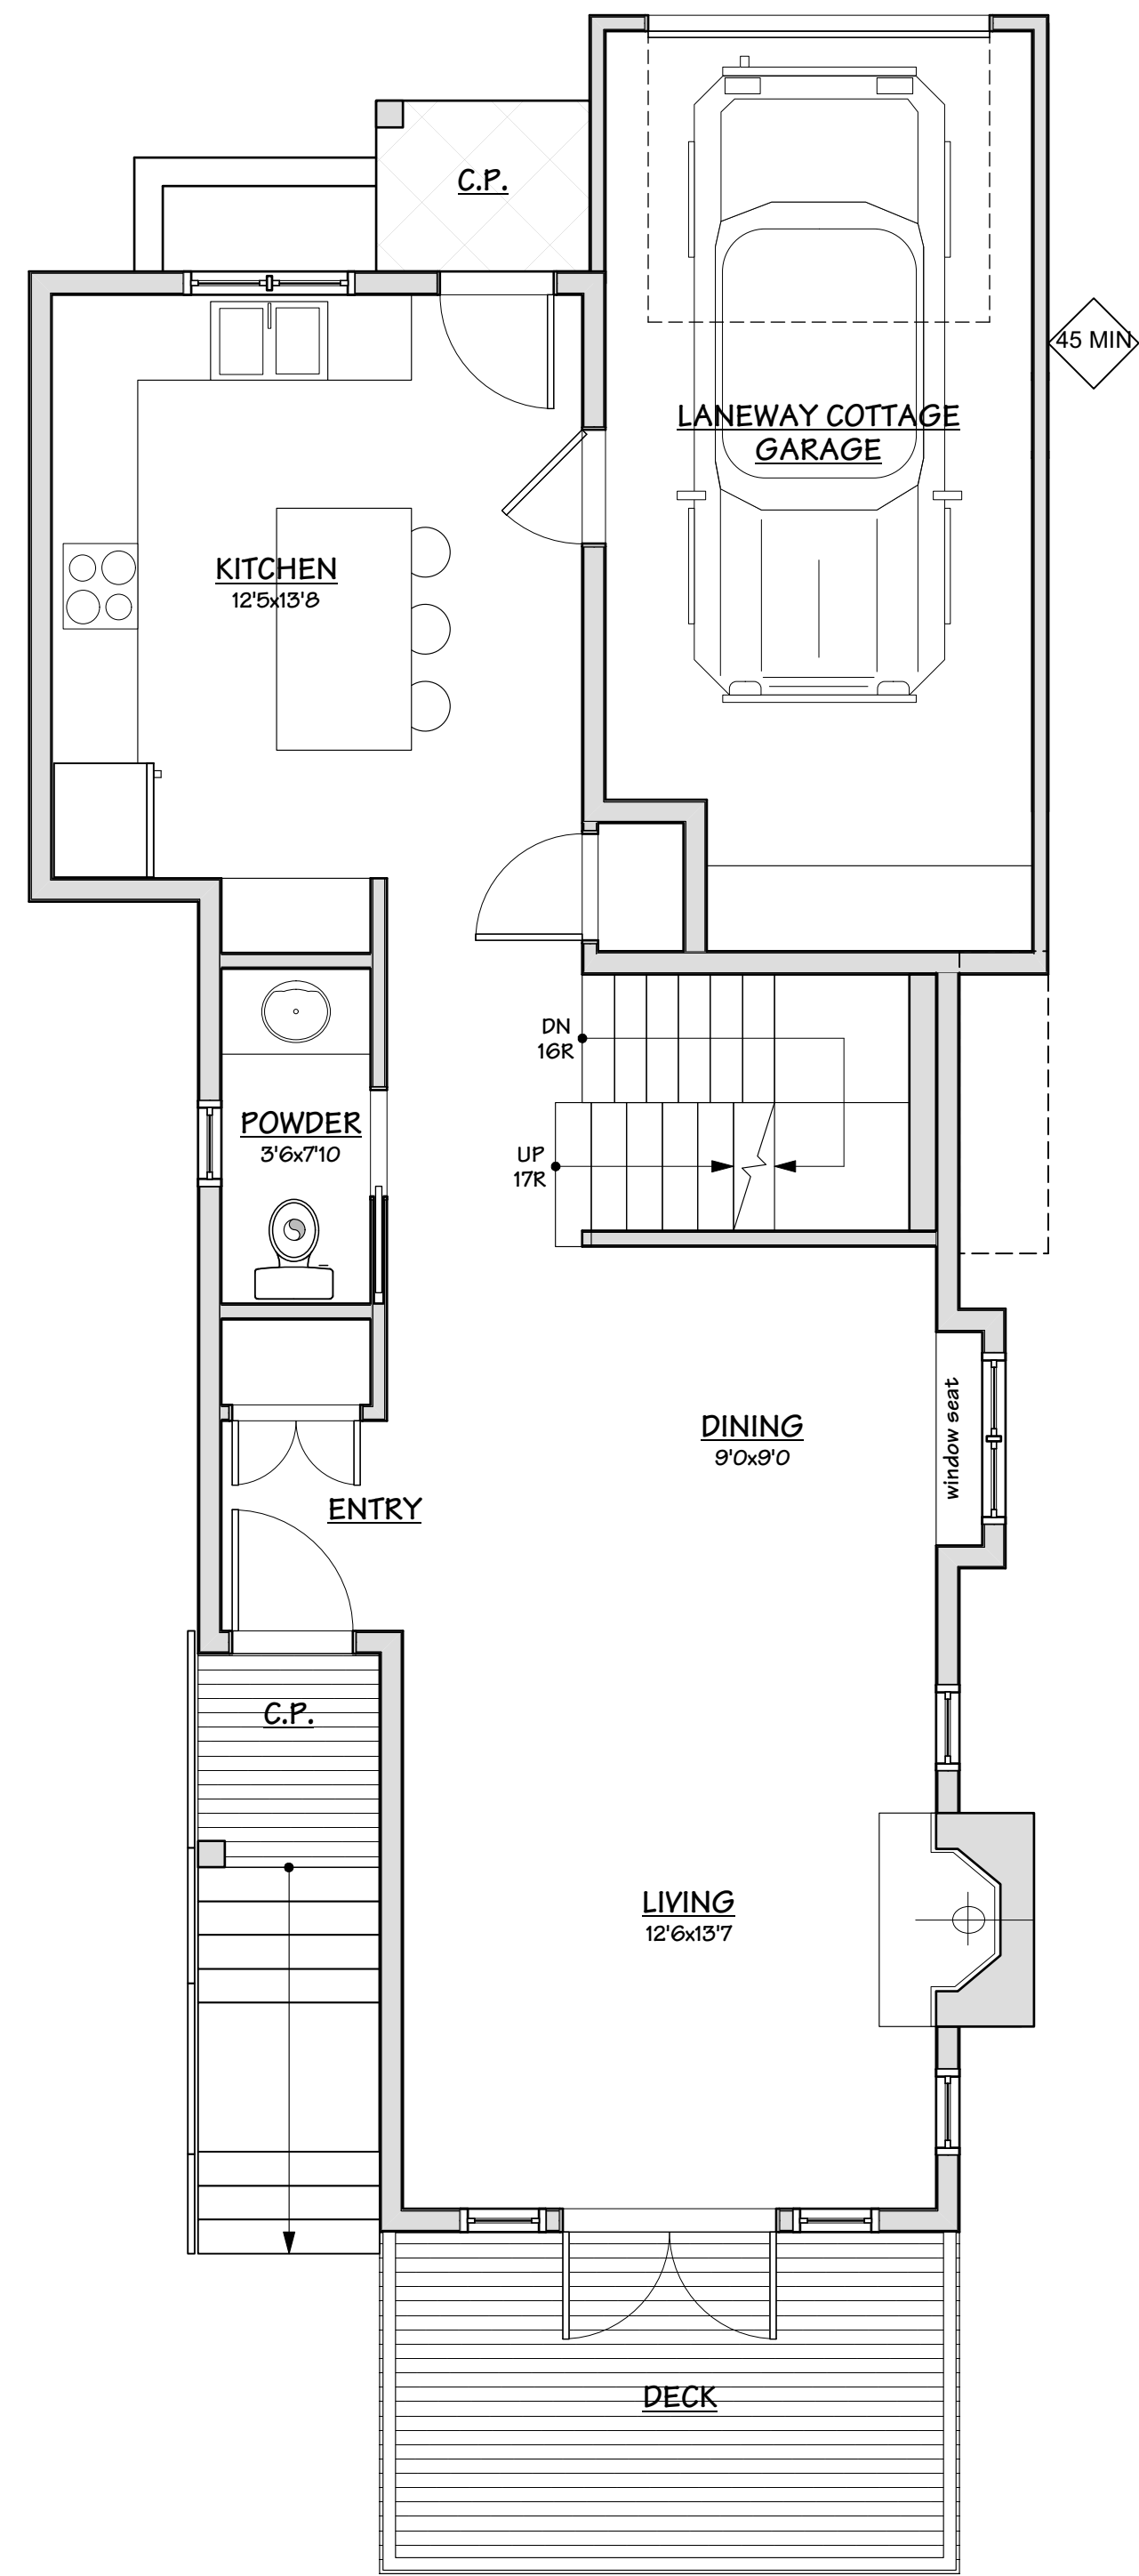 C.P.
45 MIN
LANEWAY COTTAGE
GARAGE
KITCHEN
12'5x13'8
DN
16R
POWDER
3'6x7'10
UP
17R
DINING
9'0x9'0
window seat
ENTRY
C.P.
LIVING
12'6x13'7
DECK